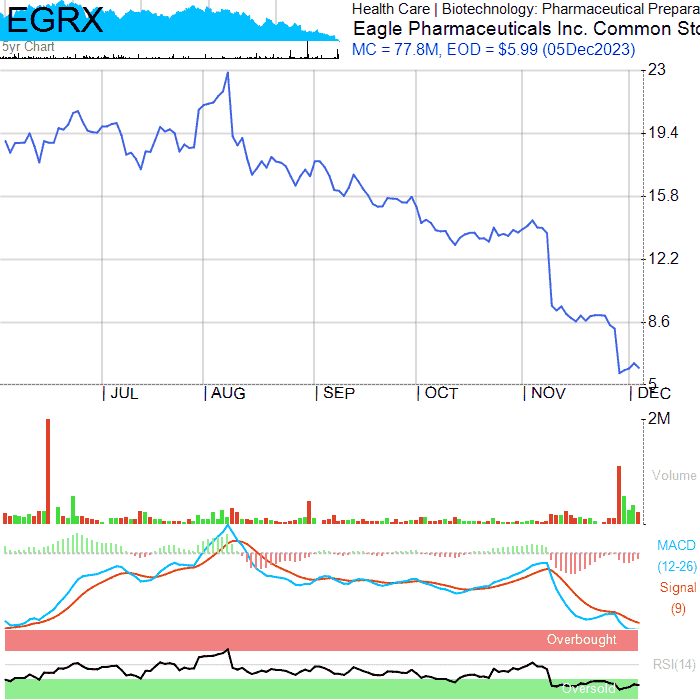 EGRX
Health Care | Biotechnology: Pharmaceutical Prepara
Eagle Pharmaceuticals Inc. Common Sto
5yr Chart
MC = 77.8M, EOD = $5.99 (05Dec2023)
23
19.4
15.8
12.2
8.6
5
JUL
AUG
SEP
OCT
NOV
DEC
2M
Volume
MACD
(12-26)
Signal
(9)
Overbought
RSI(14)
Oversold